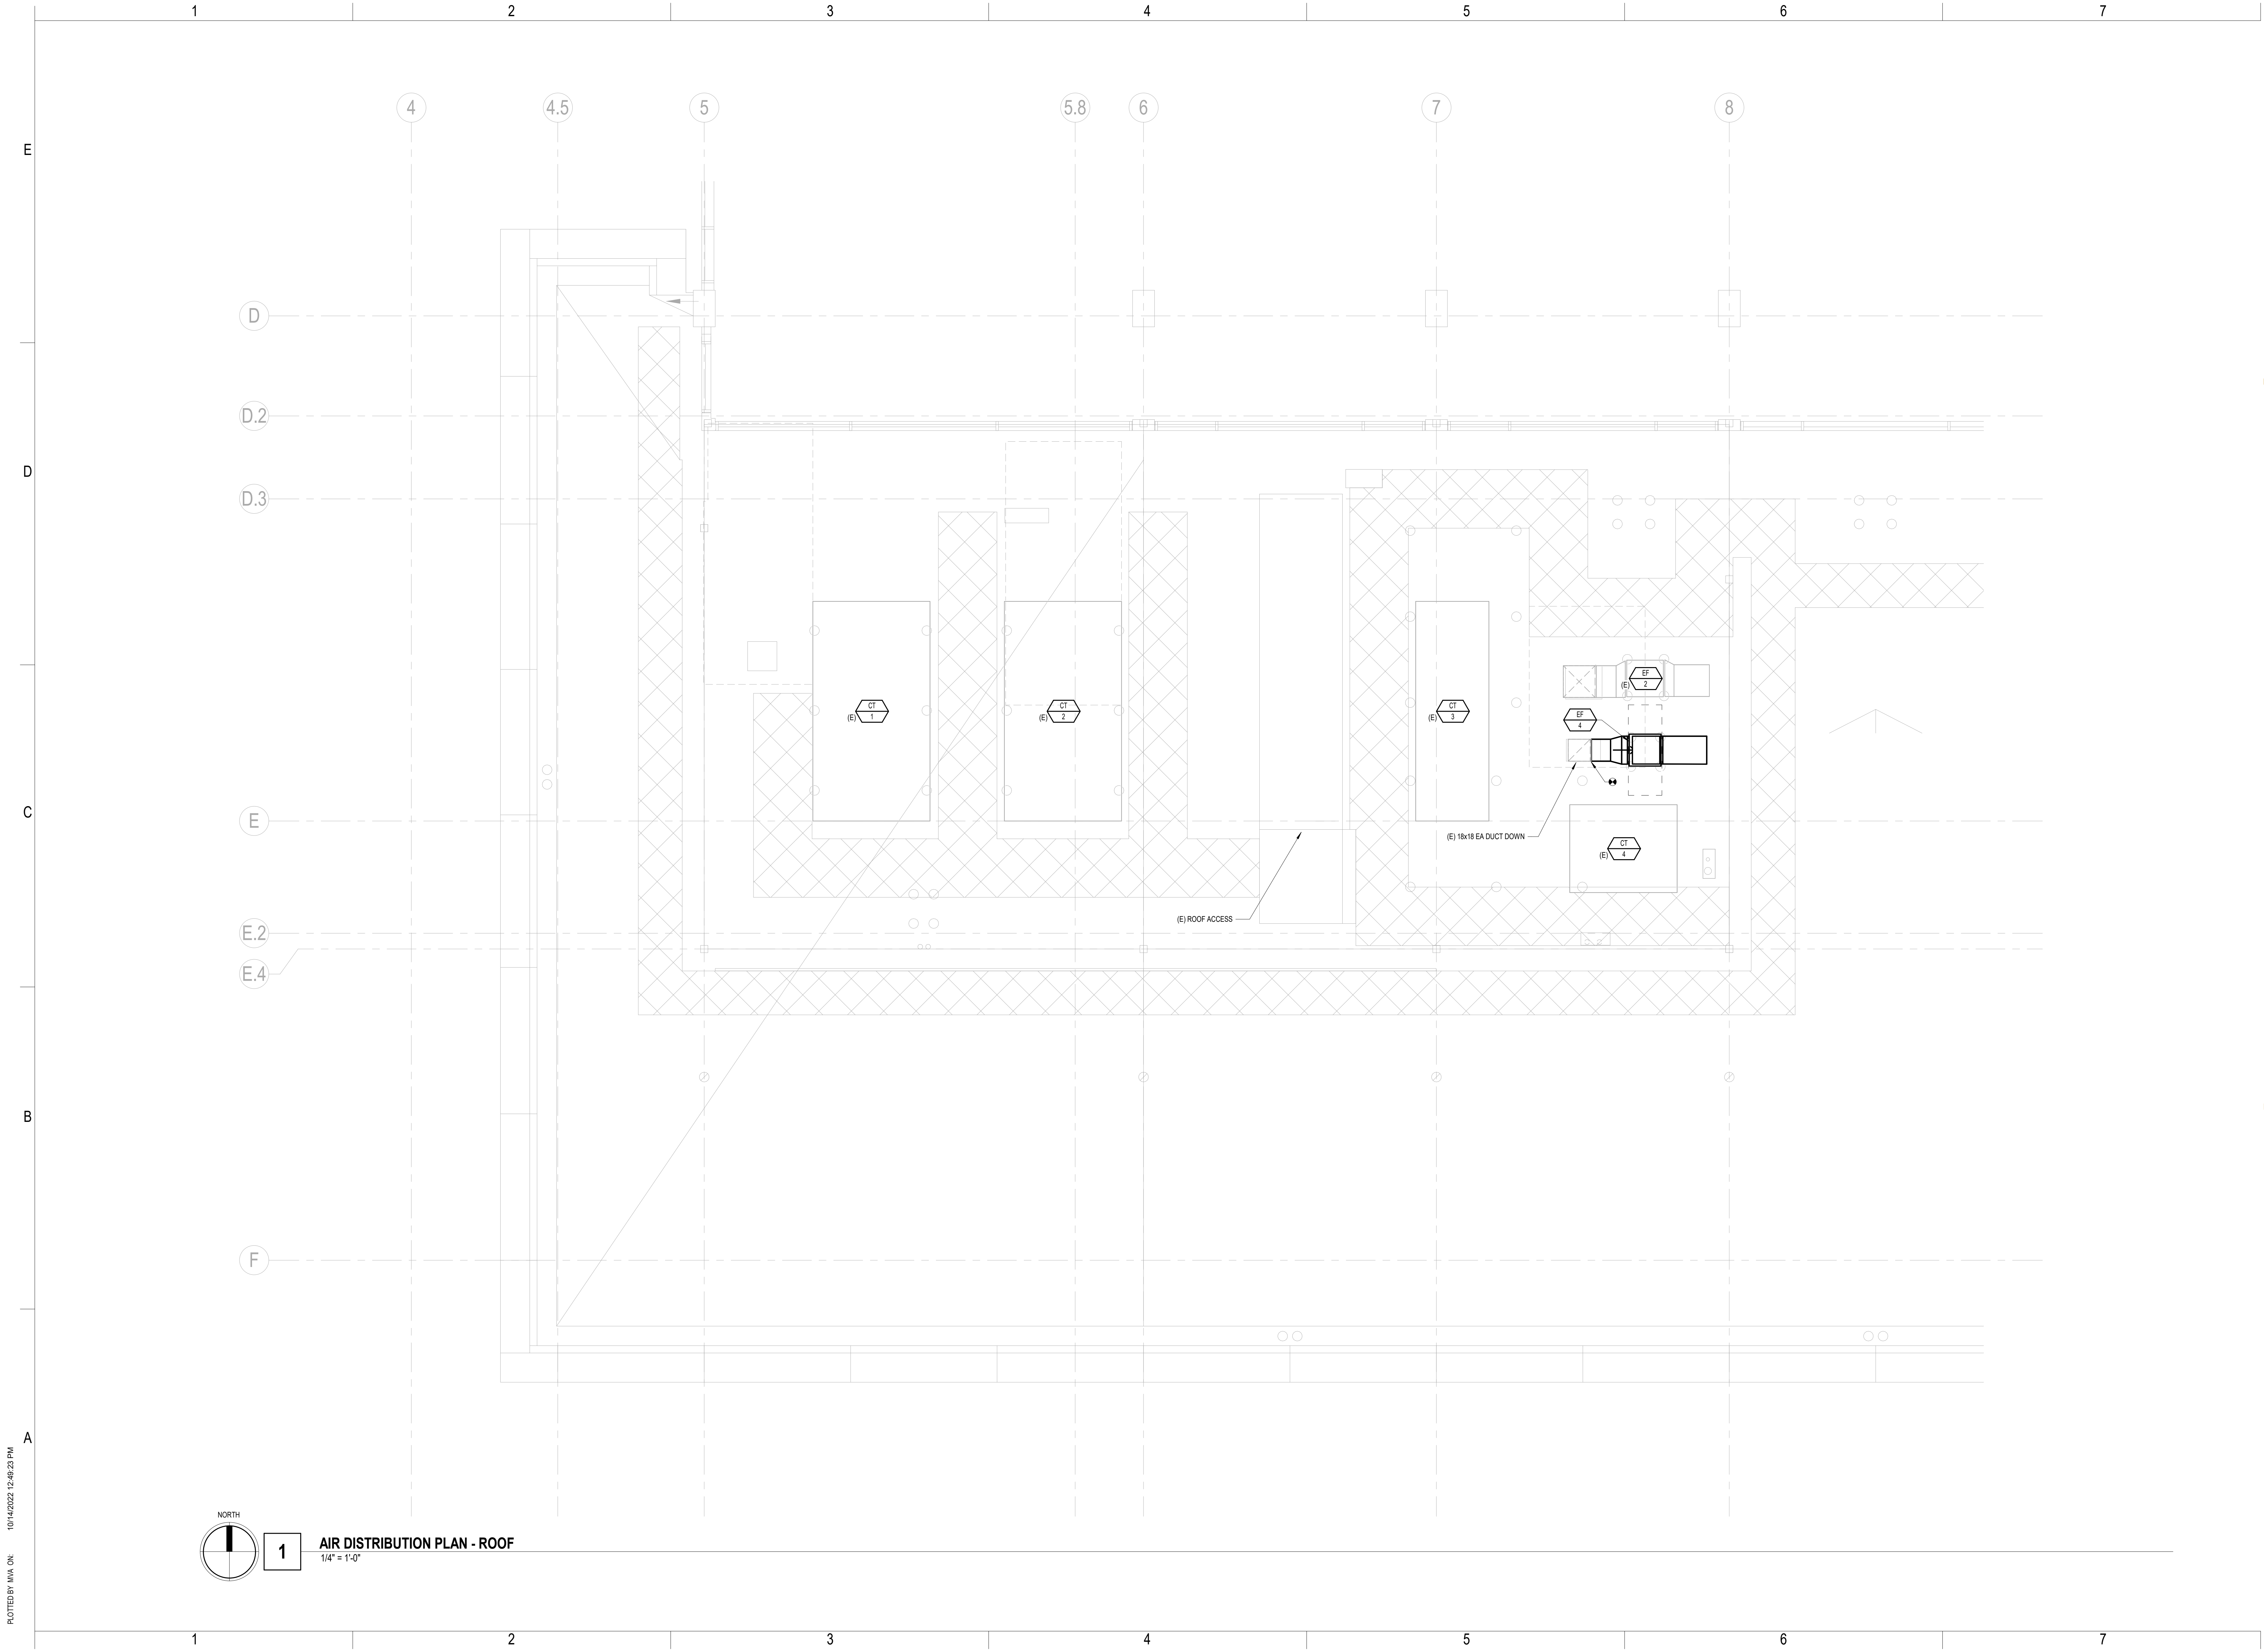 1 2 3 4 5 6 7
4 4.5 5 5.8 6 7 8
E
D
D.2
D
D.3
EF
(E) 2
CT
(E) 1
CT
(E) 2
CT
(E) 3
EF
4
C
E
(E) 18x18 EA DUCT DOWN
CT
(E) 4
(E) ROOF ACCESS
E.2
E.4
B
F
A
NORTH
1
AIR DISTRIBUTION PLAN - ROOF
1/4" = 1'-0"
PLOTTED BY MVA ON: 10/14/2022 12:49:23 PM
1 2 3 4 5 6 7